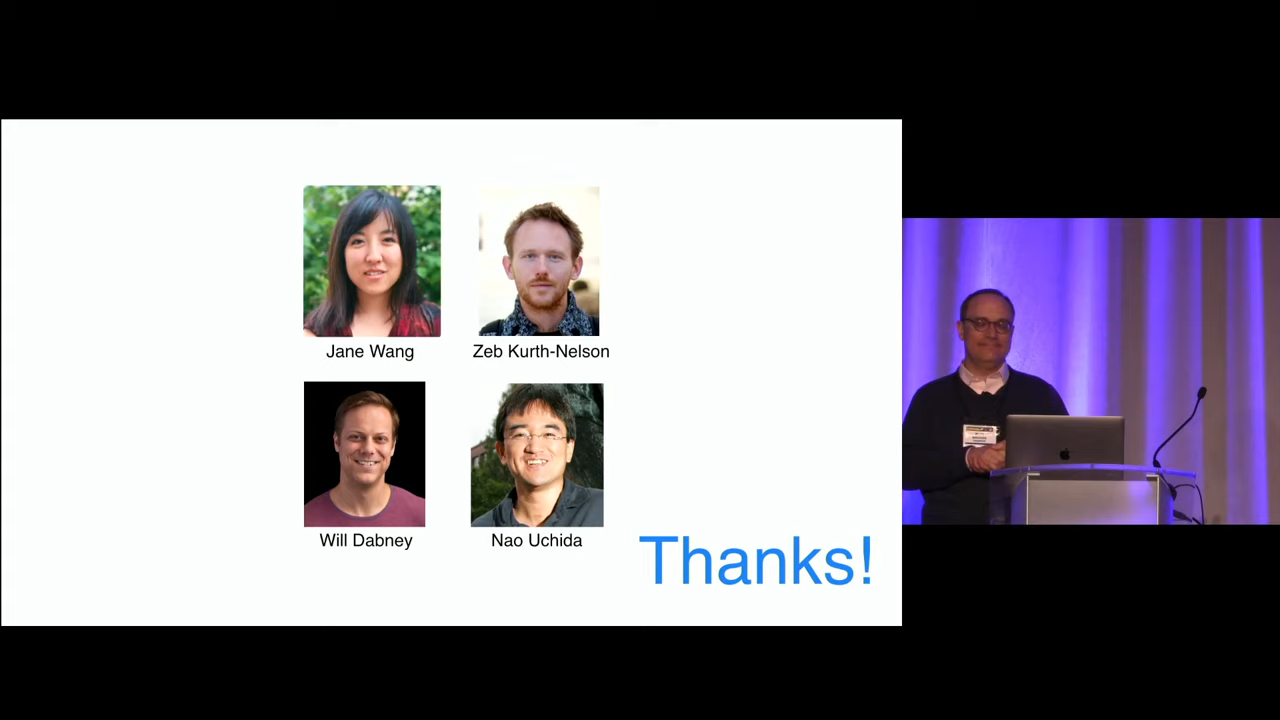 Jane Wang
Zeb Kurth-Nelson
Will Dabney
Nao Uchida
Thanks!